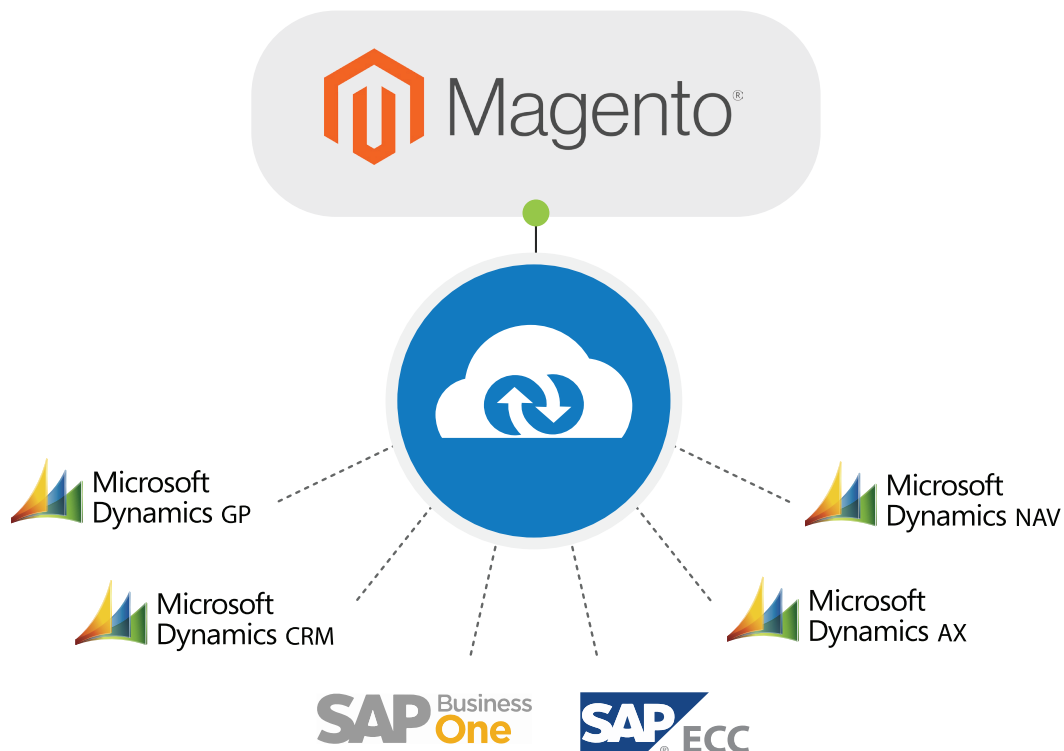 Magento®
Microsoft
Dynamics GP
Microsoft
Dynamics NAV
Microsoft
Dynamics CRM
Microsoft
Dynamics AX
SAP Business
One
SAP® ECC